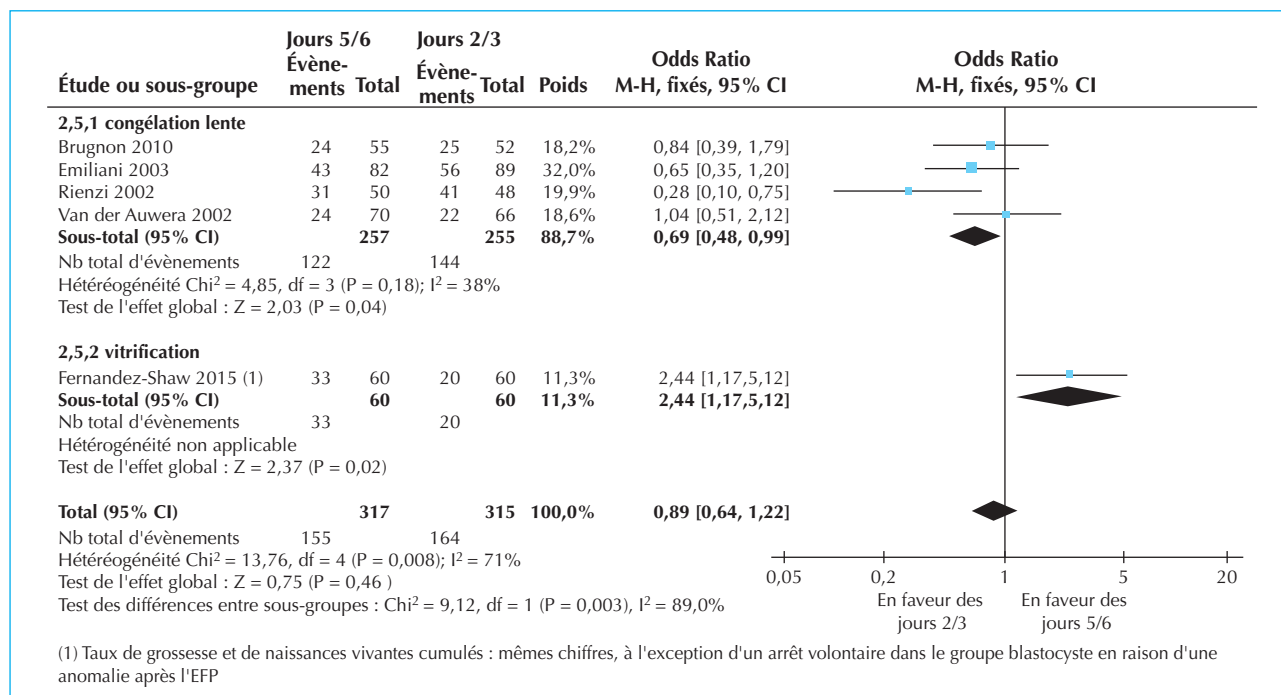 Jours 5/6 Jours 2/3
Étude ou sous-groupe Évène-ments Total Évène-ments Total Poids Odds Ratio M-H, fixés, 95% CI Odds Ratio M-H, fixés, 95% CI
2,5,1 congélation lente
Brugnon 2010 24 55 25 52 18,2% 0,84 [0,39, 1,79]
Emiliani 2003 43 82 56 89 32,0% 0,65 [0,35, 1,20]
Rienzi 2002 31 50 41 48 19,9% 0,28 [0,10, 0,75]
Van der Auwera 2002 24 70 22 66 18,6% 1,04 [0,51, 2,12]
Sous-total (95% CI) 257 255 88,7% 0,69 [0,48, 0,99]
Nb total d'évènements 122 144
Hétéréogénéité Chi² = 4,85, df = 3 (P = 0,18); I² = 38%
Test de l'effet global : Z = 2,03 (P = 0,04)
2,5,2 vitrification
Fernandez-Shaw 2015 (1) 33 60 20 60 11,3% 2,44 [1,17,5,12]
Sous-total (95% CI) 60 60 11,3% 2,44 [1,17,5,12]
Nb total d'évènements 33 20
Hétérogénéité non applicable
Test de l'effet global : Z = 2,37 (P = 0,02)
Total (95% CI) 317 315 100,0% 0,89 [0,64, 1,22]
Nb total d'évènements 155 164
Hétéréogénéité Chi² = 13,76, df = 4 (P = 0,008); I² = 71%
Test de l'effet global : Z = 0,75 (P = 0,46 )
Test des différences entre sous-groupes : Chi² = 9,12, df = 1 (P = 0,003), I² = 89,0%
0,05 0,2 1 5 20
En faveur des jours 2/3 En faveur des jours 5/6
(1) Taux de grossesse et de naissances vivantes cumulés : mêmes chiffres, à l'exception d'un arrêt volontaire dans le groupe blastocyste en raison d'une
anomalie après l'EFP